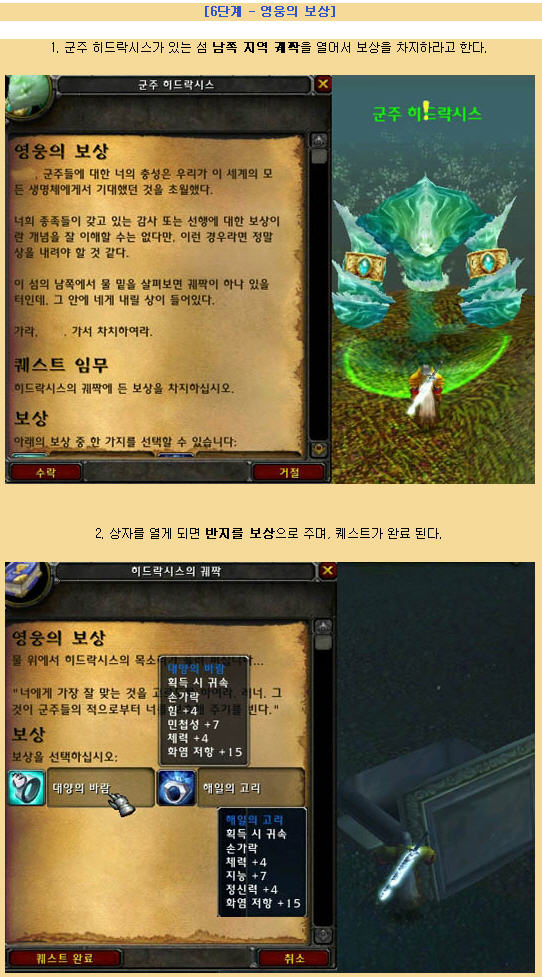 [6단계 - 영웅의 보상]
1. 군주 히드락시스가 있는 섬 남쪽 지역 궤짝을 열어서 보상을 차지하라고 한다.
군주 히드락시스
군주 히드락시스
영웅의 보상
, 군주들에 대한 너의 충성은 우리가 이 세계의 모
든 생명체에게서 기대했던 것을 초월했다.
너희 종족들이 갖고 있는 감사 또는 선행에 대한 보상이
란 개념을 잘 이해할 수는 없다만, 이런 경우라면 정말
상을 내려야 할 것 같다.
이 섬의 남쪽에서 물 밑을 살펴보면 궤짝이 하나 있을
터인데, 그 안에 네게 내릴 상이 들어있다.
가라, . 가서 차지하여라.
퀘스트 임무
히드락시스의 궤짝에 든 보상을 차지하십시오.
보상
아래의 보상 중 한 가지를 선택할 수 있습니다:
수락
거절
2. 상자를 열게 되면 반지를 보상으로 주며, 퀘스트가 완료 된다.
히드락시스의 궤짝
영웅의 보상
물 위에서 히드락시스의 목소
"너에게 가장 잘 맞는 것을 그
것이 군주들의 적으로부터 너를 주기를 빈다."
보상
보상을 선택하십시오:
대양의 바람
획득 시 귀속
손가락
힘 +4
민첩성 +7
체력 +4
화염 저항 +15
대양의 바람
해일의 고리
해일의 고리
획득 시 귀속
손가락
체력 +4
지능 +7
정신력 +4
화염 저항 +15
퀘스트 완료
취소